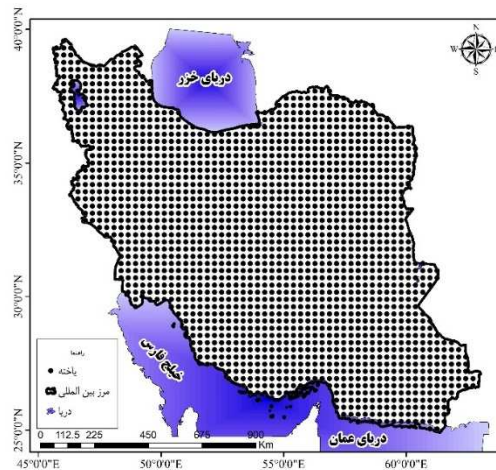 40°0'0"N
N
W
E
S
دریای خزر
35°0'0"N
30°0'0"N
خلیج فارس
راهنما
یاخته
مرز بین المللی
دریا
25°0'0"N
0 112.5 225 450 675 900
Km
دریای عمان
45°0'0"E 50°0'0"E 55°0'0"E 60°0'0"E